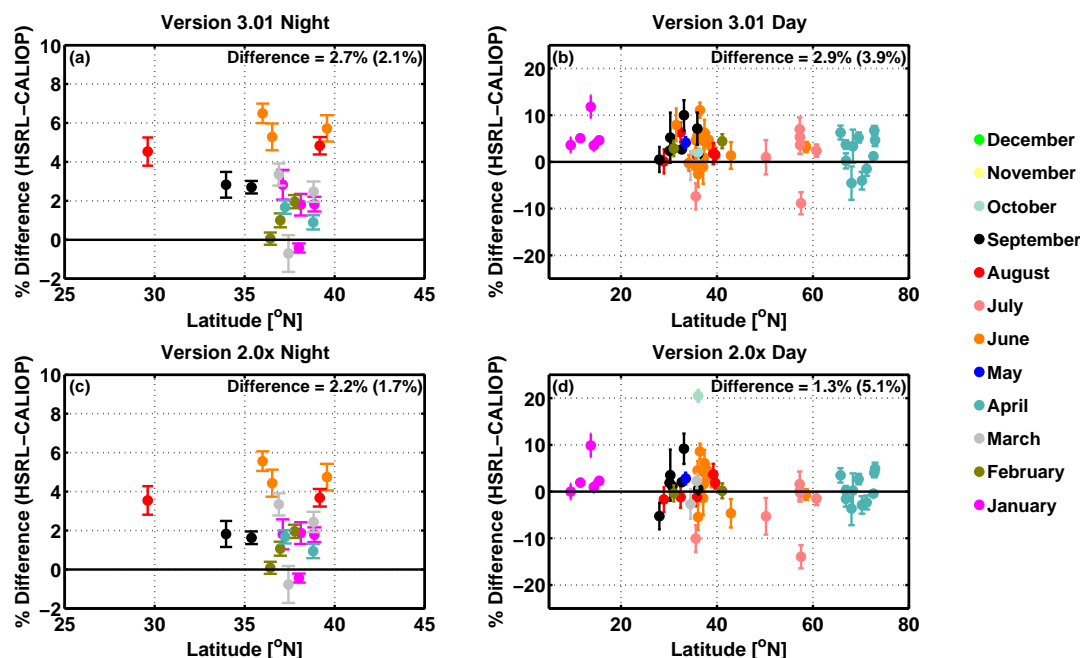 Version 3.01 Night
(a)
Difference = 2.7% (2.1%)
% Difference (HSRL−CALIOP)
10
8
6
4
2
0
−2
25
30
35
40
45
Latitude [°N]
Version 3.01 Day
(b)
Difference = 2.9% (3.9%)
% Difference (HSRL−CALIOP)
20
10
0
−10
−20
20
40
60
80
Latitude [°N]
Version 2.0x Night
(c)
Difference = 2.2% (1.7%)
% Difference (HSRL−CALIOP)
10
8
6
4
2
0
−2
25
30
35
40
45
Latitude [°N]
Version 2.0x Day
(d)
Difference = 1.3% (5.1%)
% Difference (HSRL−CALIOP)
20
10
0
−10
−20
20
40
60
80
Latitude [°N]
December
November
October
September
August
July
June
May
April
March
February
January